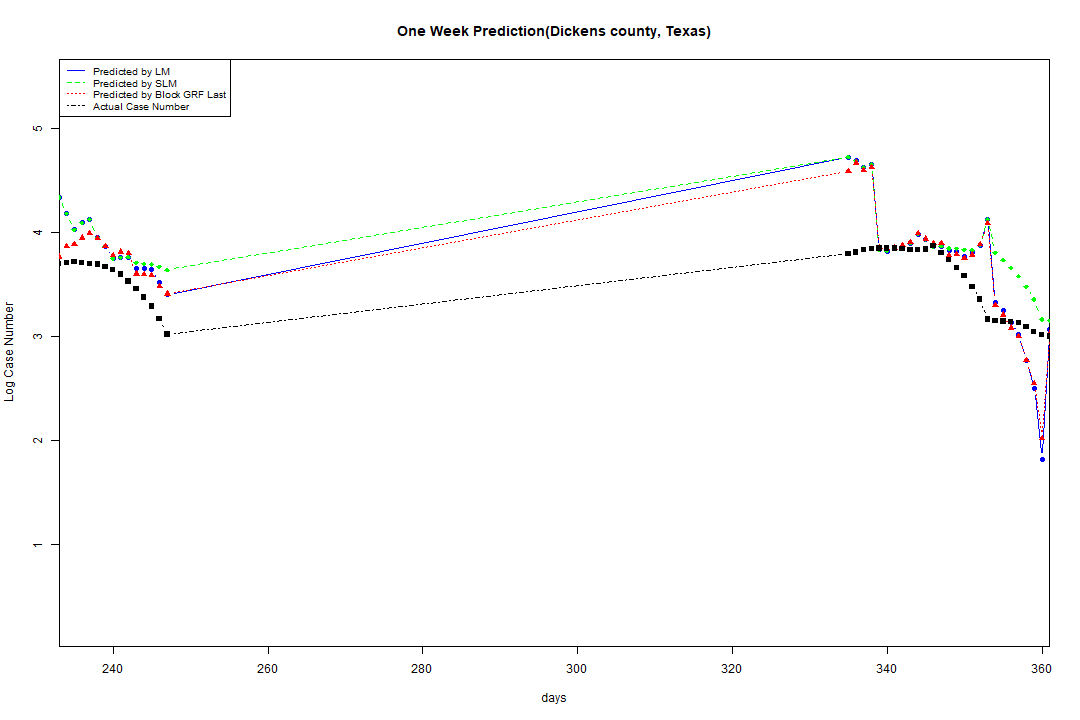 One Week Prediction(Dickens county, Texas)
Predicted by LM
Predicted by SLM
Predicted by Block GRF Last
Actual Case Number
5
4
3
2
1
Log Case Number
240 260 280 300 320 340 360
days